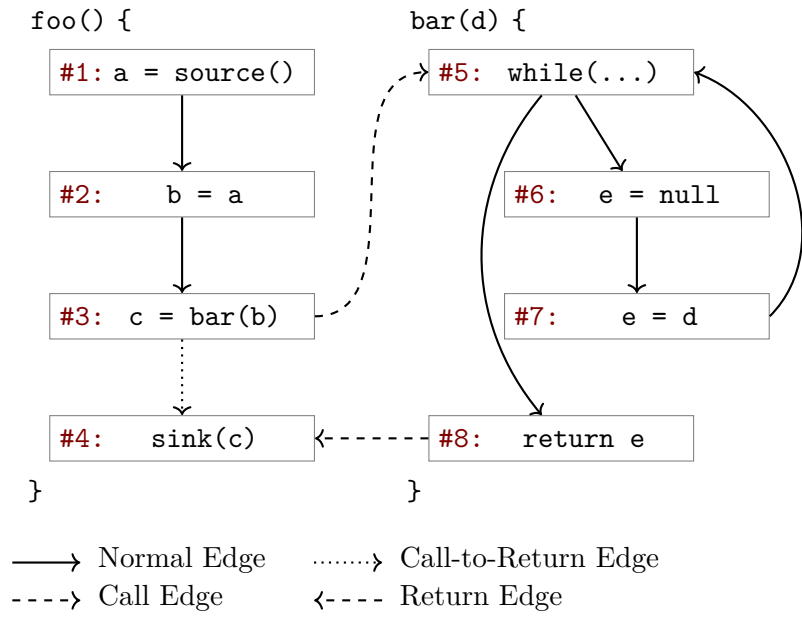 foo() {
#1: a = source()
#2: b = a
#3: c = bar(b)
#4: sink(c)
}
bar(d) {
#5: while(...)
#6: e = null
#7: e = d
#8: return e
}
Normal Edge
Call-to-Return Edge
Call Edge
Return Edge